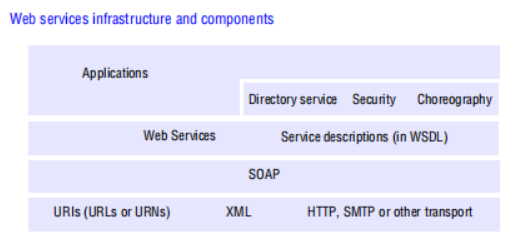 Web services infrastructure and components
Applications
Directory service Security Choreography
Web Services Service descriptions (in WSDL)
SOAP
URIs (URLs or URNs) XML HTTP, SMTP or other transport